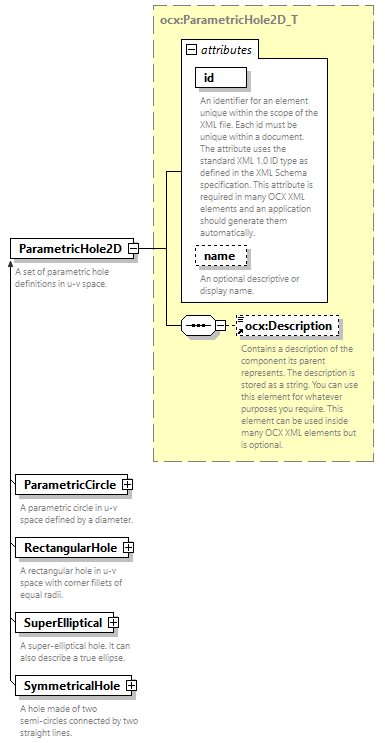 ocx:ParametricHole2D_T
attributes
id
An identifier for an element
unique within the scope of the
XML file. Each id must be
unique within a document.
The attribute uses the
standard XML 1.0 ID type as
defined in the XML Schema
specification. This attribute is
required in many OCX XML
elements and an application
should generate them
automatically.
name
An optional descriptive or
display name.
ParametricHole2D
A set of parametric hole
definitions in u-v space.
ocx:Description
Contains a description of the
component its parent
represents. The description is
stored as a string. You can use
this element for whatever
purposes you require. This
element can be used inside
many OCX XML elements but
is optional.
ParametricCircle
A parametric circle in u-v
space defined by a diameter.
RectangularHole
A rectangular hole in u-v
space with corner fillets of
equal radii.
SuperElliptical
A super-elliptical hole. It can
also describe a true ellipse.
SymmetricalHole
A hole made of two
semi-circles connected by two
straight lines.